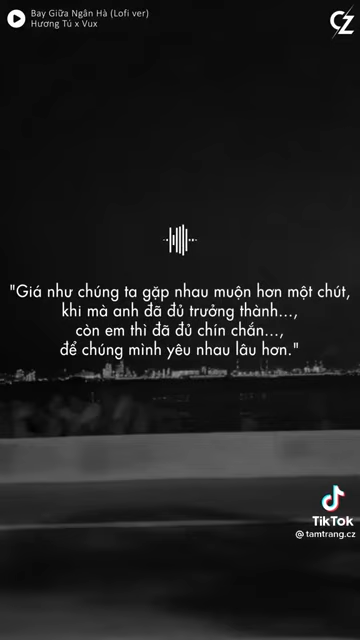 Bay Giữa Ngân Hà (Lofi ver)
Hương Tú x Vux
CZ
"Giá như chúng ta gặp nhau muộn hơn một chút,
khi mà anh đã đủ trưởng thành...,
còn em thì đã đủ chín chắn...,
để chúng mình yêu nhau lâu hơn."
TikTok
@tamtrang.cz